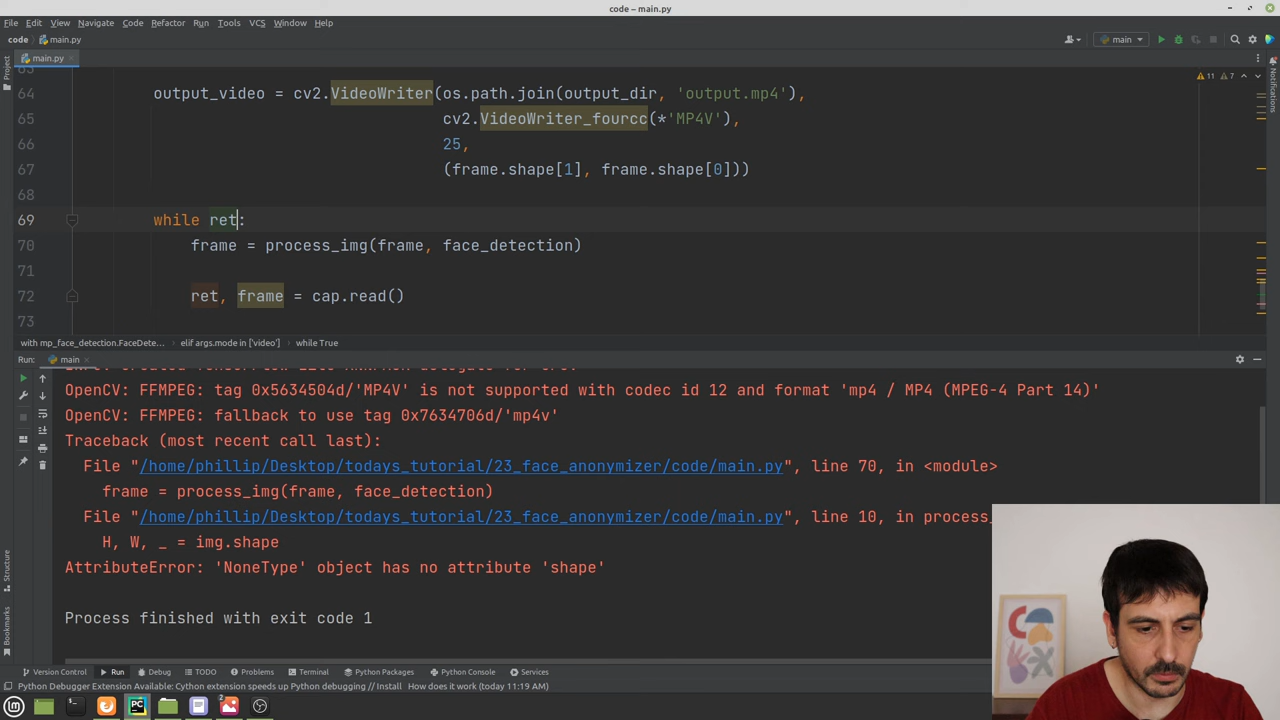 code – main.py
File Edit View Navigate Code Refactor Run Tools VCS Window Help
code main.py main
main.py
Project
Notifications
11 7
63
64 output_video = cv2.VideoWriter(os.path.join(output_dir, 'output.mp4'),
65 cv2.VideoWriter_fourcc(*'MP4V'),
66 25,
67 (frame.shape[1], frame.shape[0]))
68
69 while ret:
70 frame = process_img(frame, face_detection)
71
72 ret, frame = cap.read()
73
with mp_face_detection.FaceDete… elif args.mode in ['video'] while True
Run: main
OpenCV: FFMPEG: tag 0x5634504d/'MP4V' is not supported with codec id 12 and format 'mp4 / MP4 (MPEG-4 Part 14)'
OpenCV: FFMPEG: fallback to use tag 0x7634706d/'mp4v'
Traceback (most recent call last):
File "/home/phillip/Desktop/todays_tutorial/23_face_anonymizer/code/main.py", line 70, in <module>
frame = process_img(frame, face_detection)
File "/home/phillip/Desktop/todays_tutorial/23_face_anonymizer/code/main.py", line 10, in process_
H, W, _ = img.shape
AttributeError: 'NoneType' object has no attribute 'shape'
Process finished with exit code 1
Structure
Bookmarks
Version Control Run Debug TODO Problems Terminal Python Packages Python Console Services
Python Debugger Extension Available: Cython extension speeds up Python debugging // Install How does it work (today 11:19 AM)
PC
2